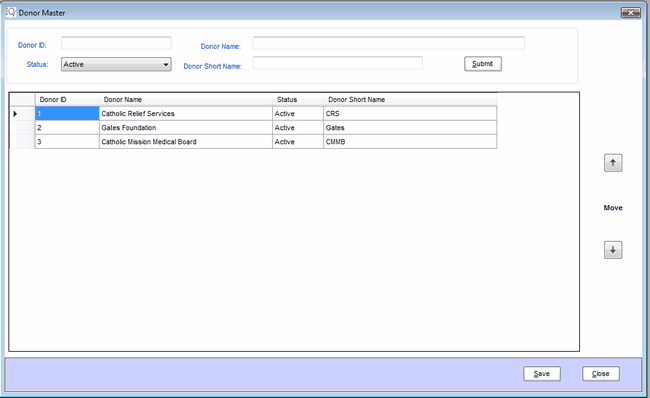 IQ Donor Master
Donor ID: Donor Name:
Status: Active Donor Short Name: Submit
Donor ID Donor Name Status Donor Short Name
1 Catholic Relief Services Active CRS
2 Gates Foundation Active Gates
3 Catholic Mission Medical Board Active CMMB
Move
Save Close